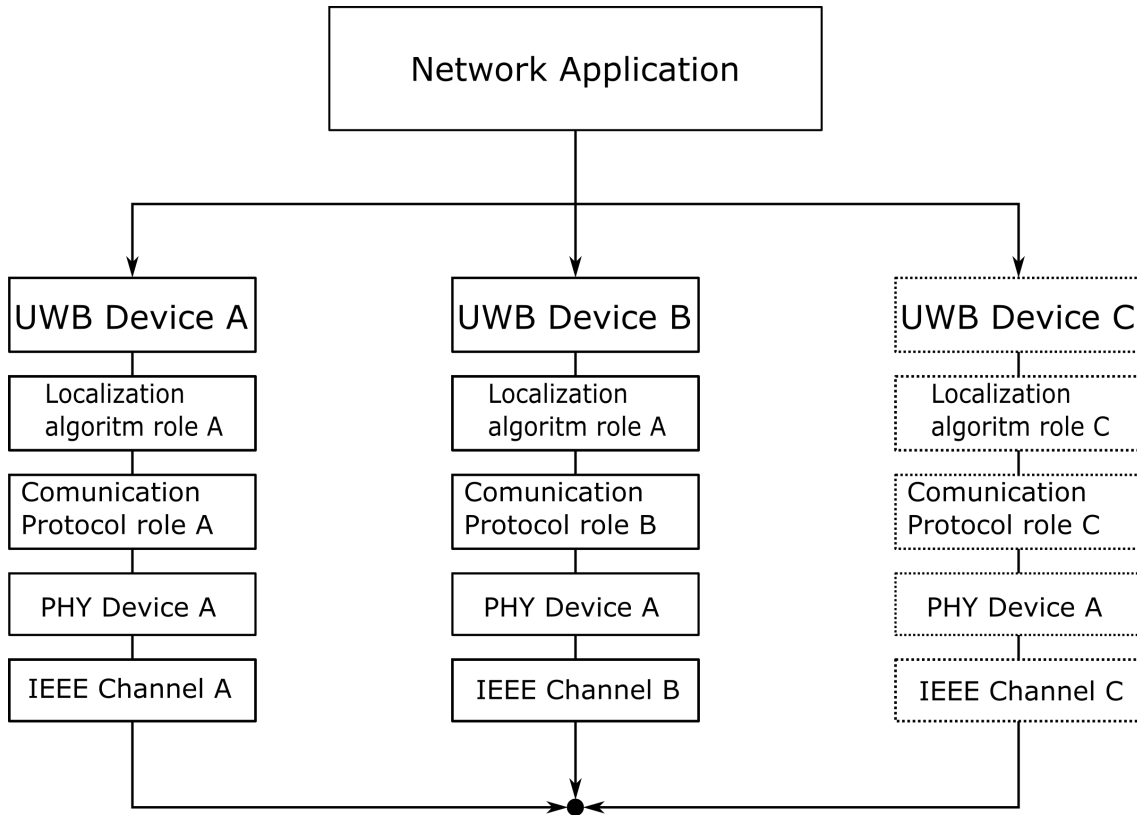 Network Application
UWB Device A
Localization
algoritm role A
Comunication
Protocol role A
PHY Device A
IEEE Channel A
UWB Device B
Localization
algoritm role A
Comunication
Protocol role B
PHY Device A
IEEE Channel B
UWB Device C
Localization
algoritm role C
Comunication
Protocol role C
PHY Device A
IEEE Channel C